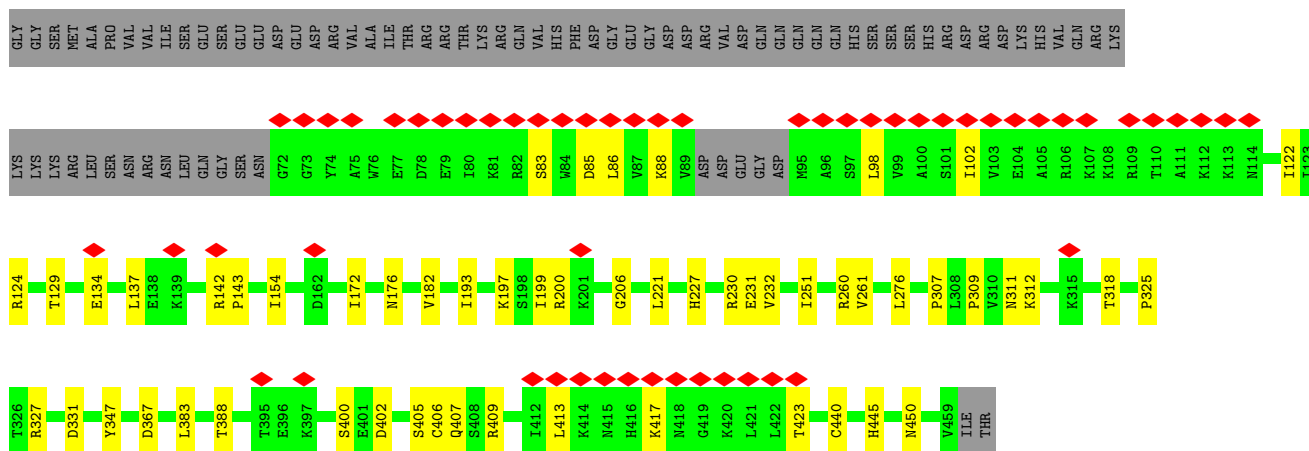 GLY GLY SER MET ALA PRO VAL VAL ILE SER GLU SER GLU GLU ASP GLU ASP ARG VAL ALA ILE THR ARG ARG THR LYS ARG GLN VAL HIS PHE ASP GLY GLU GLY ASP ASP ARG VAL ASP GLN GLN GLN GLN GLN HIS SER SER SER HIS ARG ASP ARG ASP LYS HIS VAL GLN ARG LYS
LYS LYS LYS ARG LEU SER ASN ARG ASN LEU GLN GLY SER ASN G72 G73 Y74 A75 W76 E77 D78 E79 I80 K81 R82 S83 W84 D85 L86 V87 K88 V89 ASP ASP GLU GLY ASP M95 A96 S97 L98 V99 A100 S101 I102 V103 E104 A105 R106 K107 K108 R109 T110 A111 K112 K113 N114 I122 I123
R124 T129 E134 L137 E138 K139 R142 P143 I154 D162 I172 N176 V182 I193 K197 S198 I199 R200 K201 G206 L221 H227 R230 E231 V232 I251 R260 V261 L276 P307 L308 P309 V310 N311 K312 K315 T318 P325
T326 R327 D331 Y347 D367 L383 T388 T395 E396 K397 S400 E401 D402 S405 C406 Q407 S408 R409 I412 L413 K414 N415 H416 K417 N418 G419 K420 L421 L422 T423 C440 H445 N450 V459 ILE THR